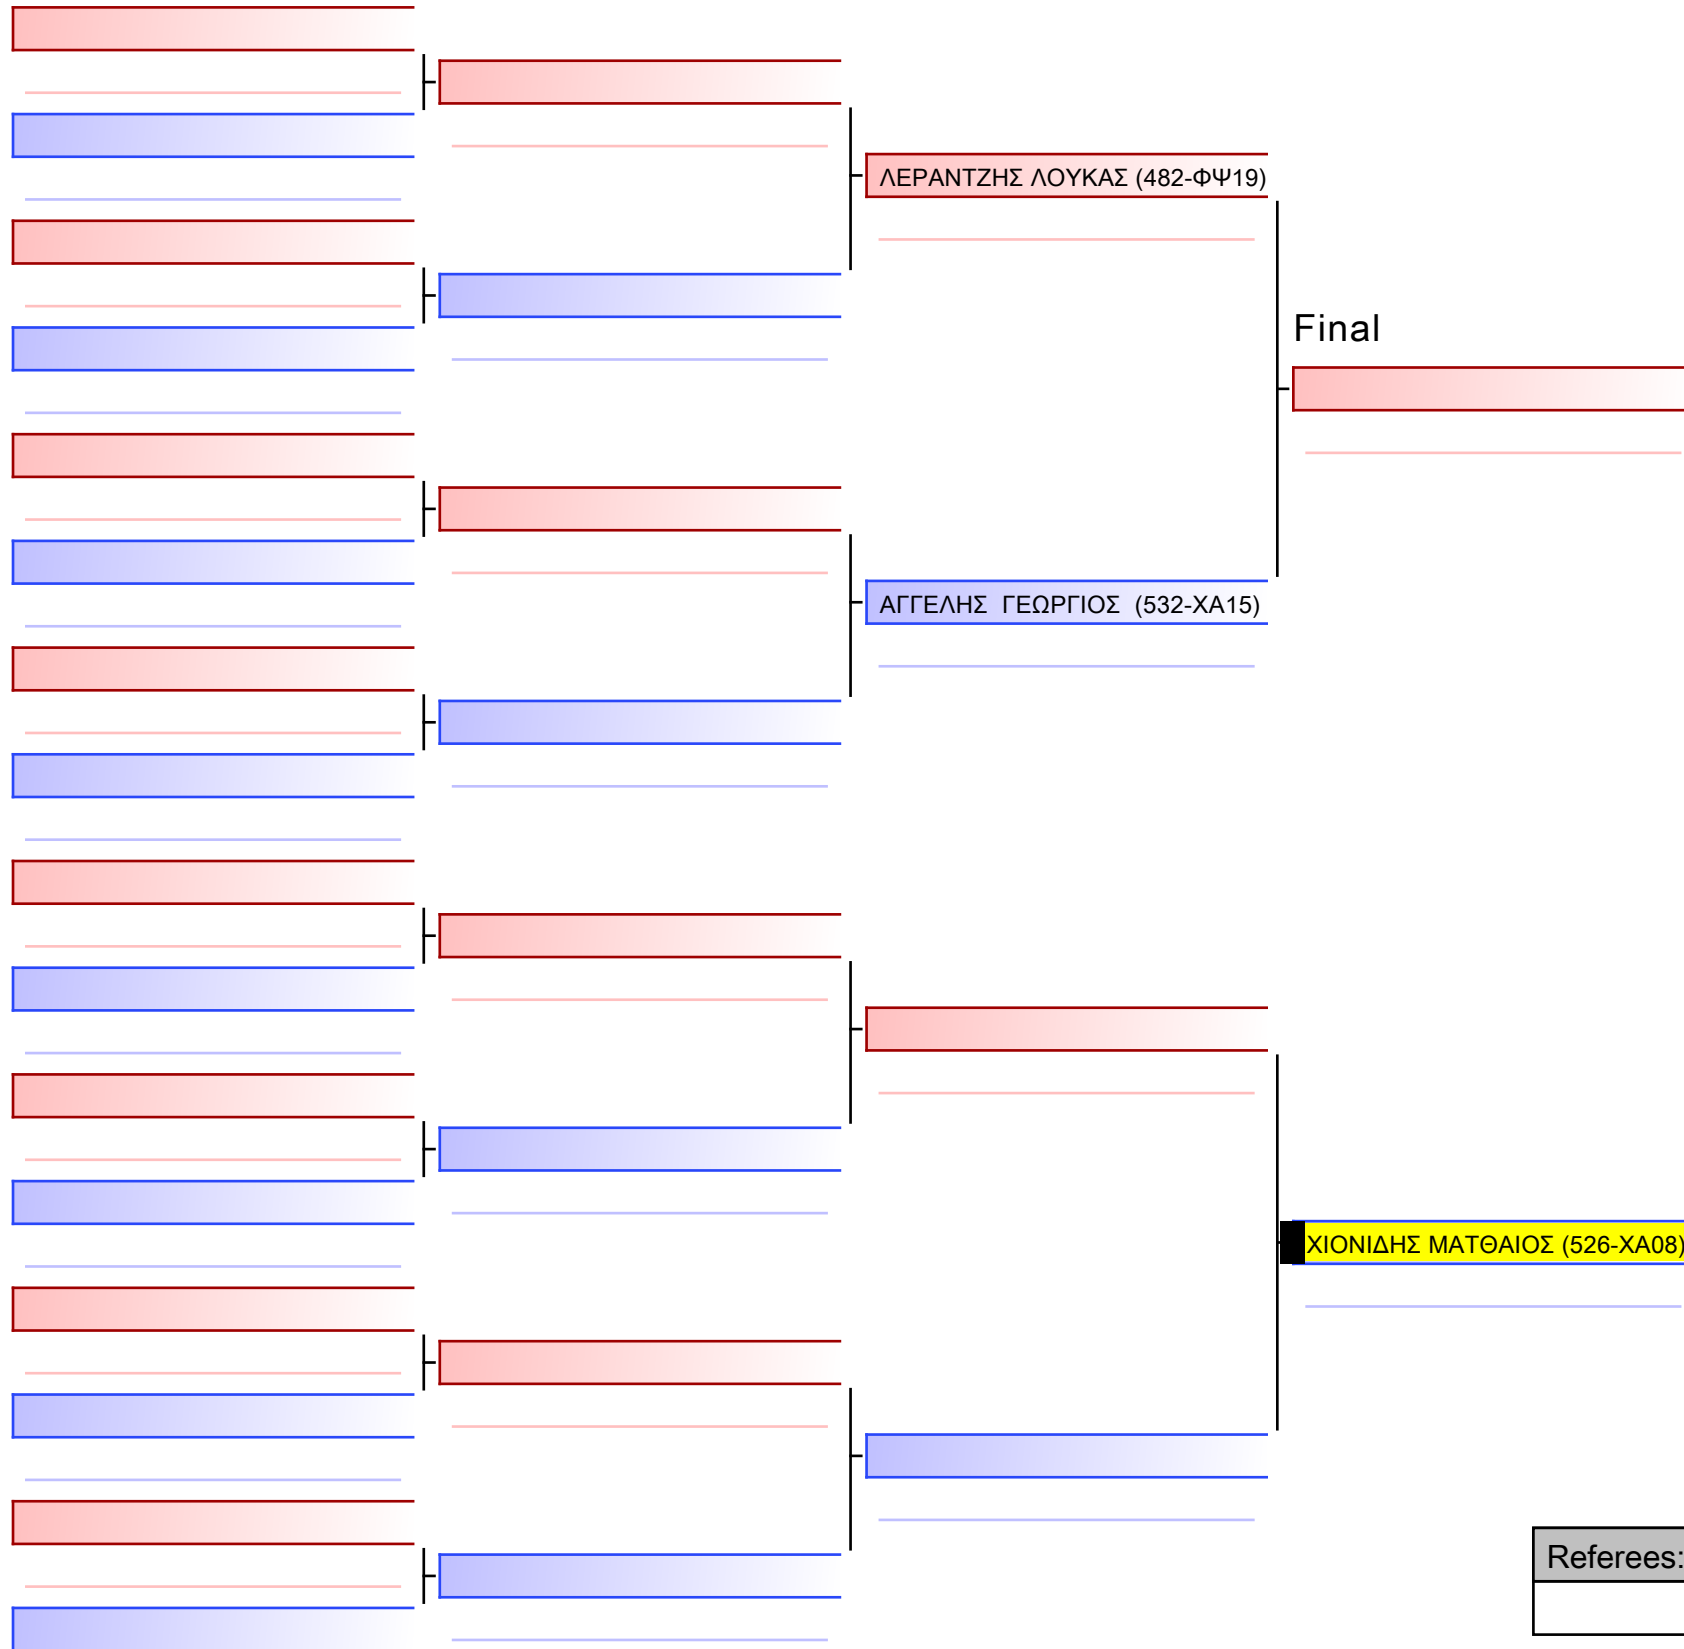 ΛΕΡΑΝΤΖΗΣ ΛΟΥΚΑΣ (482-ΦΨ19)
Final
ΑΓΓΕΛΗΣ  ΓΕΩΡΓΙΟΣ  (532-ΧΑ15)
ΧΙΟΝΙΔΗΣ ΜΑΤΘΑΙΟΣ (526-ΧΑ08)
Referees: